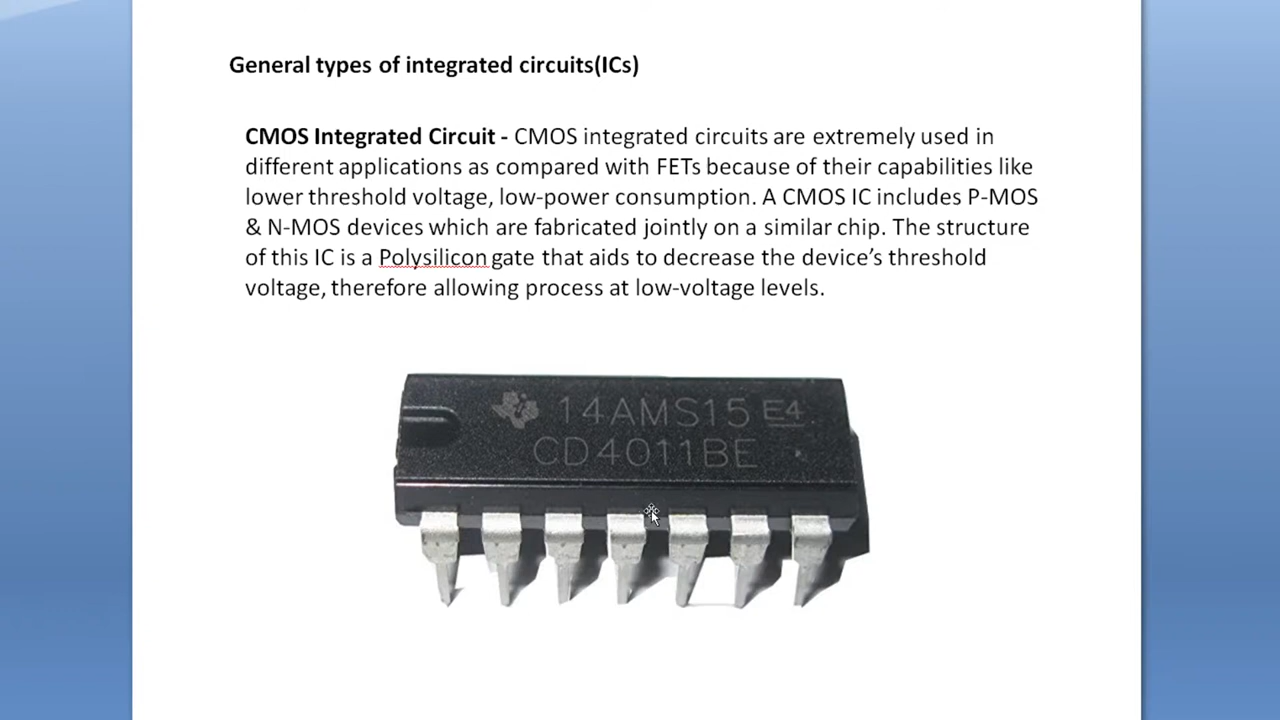 General types of integrated circuits(ICs)
CMOS Integrated Circuit - CMOS integrated circuits are extremely used in
different applications as compared with FETs because of their capabilities like
lower threshold voltage, low-power consumption. A CMOS IC includes P-MOS
& N-MOS devices which are fabricated jointly on a similar chip. The structure
of this IC is a Polysilicon gate that aids to decrease the device’s threshold
voltage, therefore allowing process at low-voltage levels.
14AMS15 E4
CD4011BE